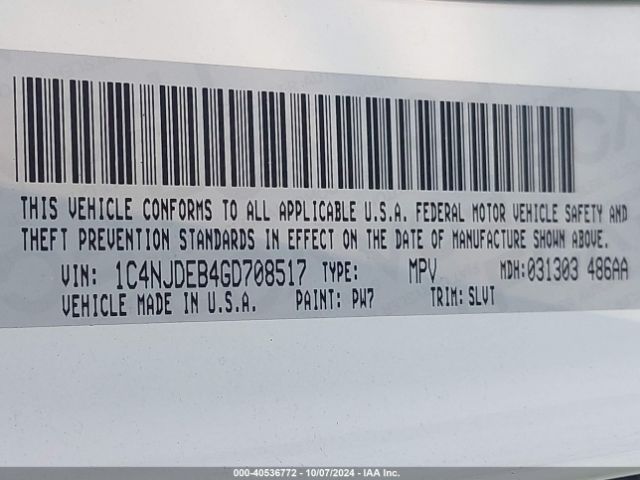 THIS VEHICLE CONFORMS TO ALL APPLICABLE U.S.A. FEDERAL MOTOR VEHICLE SAFETY AND
THEFT PREVENTION STANDARDS IN EFFECT ON THE DATE OF MANUFACTURE SHOWN ABOVE.
VIN: 1C4NJDEB4GD708517 TYPE: MPV MDH:031303 486AA
VEHICLE MADE IN U.S.A. PAINT: PW7 TRIM: SLVT
000-40536772 - 10/07/2024 - IAA Inc.